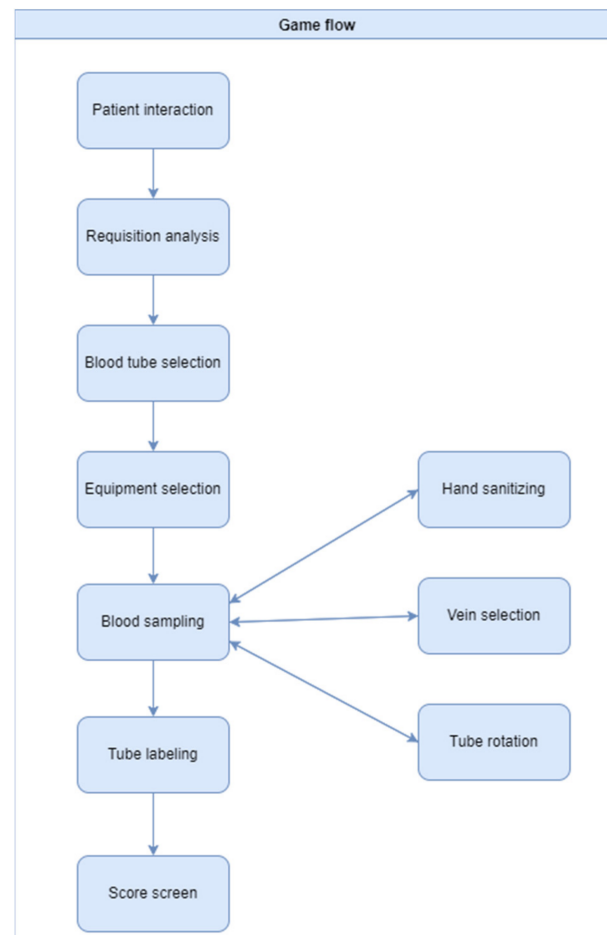 Game flow
Patient interaction
Requisition analysis
Blood tube selection
Equipment selection
Hand sanitizing
Blood sampling
Vein selection
Tube rotation
Tube labeling
Score screen